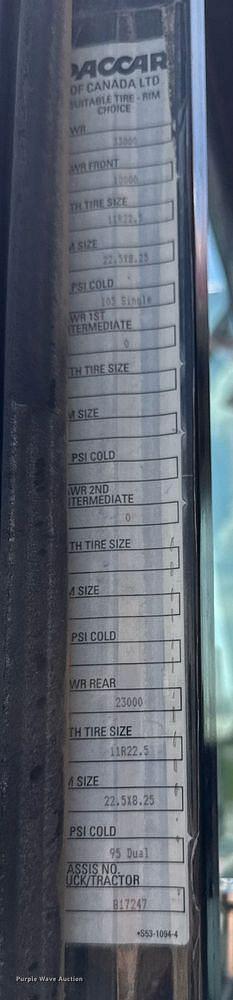 PACCAR
OF CANADA LTD
SUITABLE TIRE - RIM
CHOICE
WR
33000
WR FRONT
10000
TH TIRE SIZE
11R22.5
M SIZE
22.5X8.25
PSI COLD
105 Single
WR 1ST
TERMEDIATE
0
TH TIRE SIZE
M SIZE
PSI COLD
WR 2ND
TERMEDIATE
0
TH TIRE SIZE
M SIZE
PSI COLD
WR REAR
23000
TH TIRE SIZE
11R22.5
M SIZE
22.5X8.25
PSI COLD
95 Dual
ASSIS NO.
UCK/TRACTOR
B17247
*S53-1094-4
Purple Wave Auction